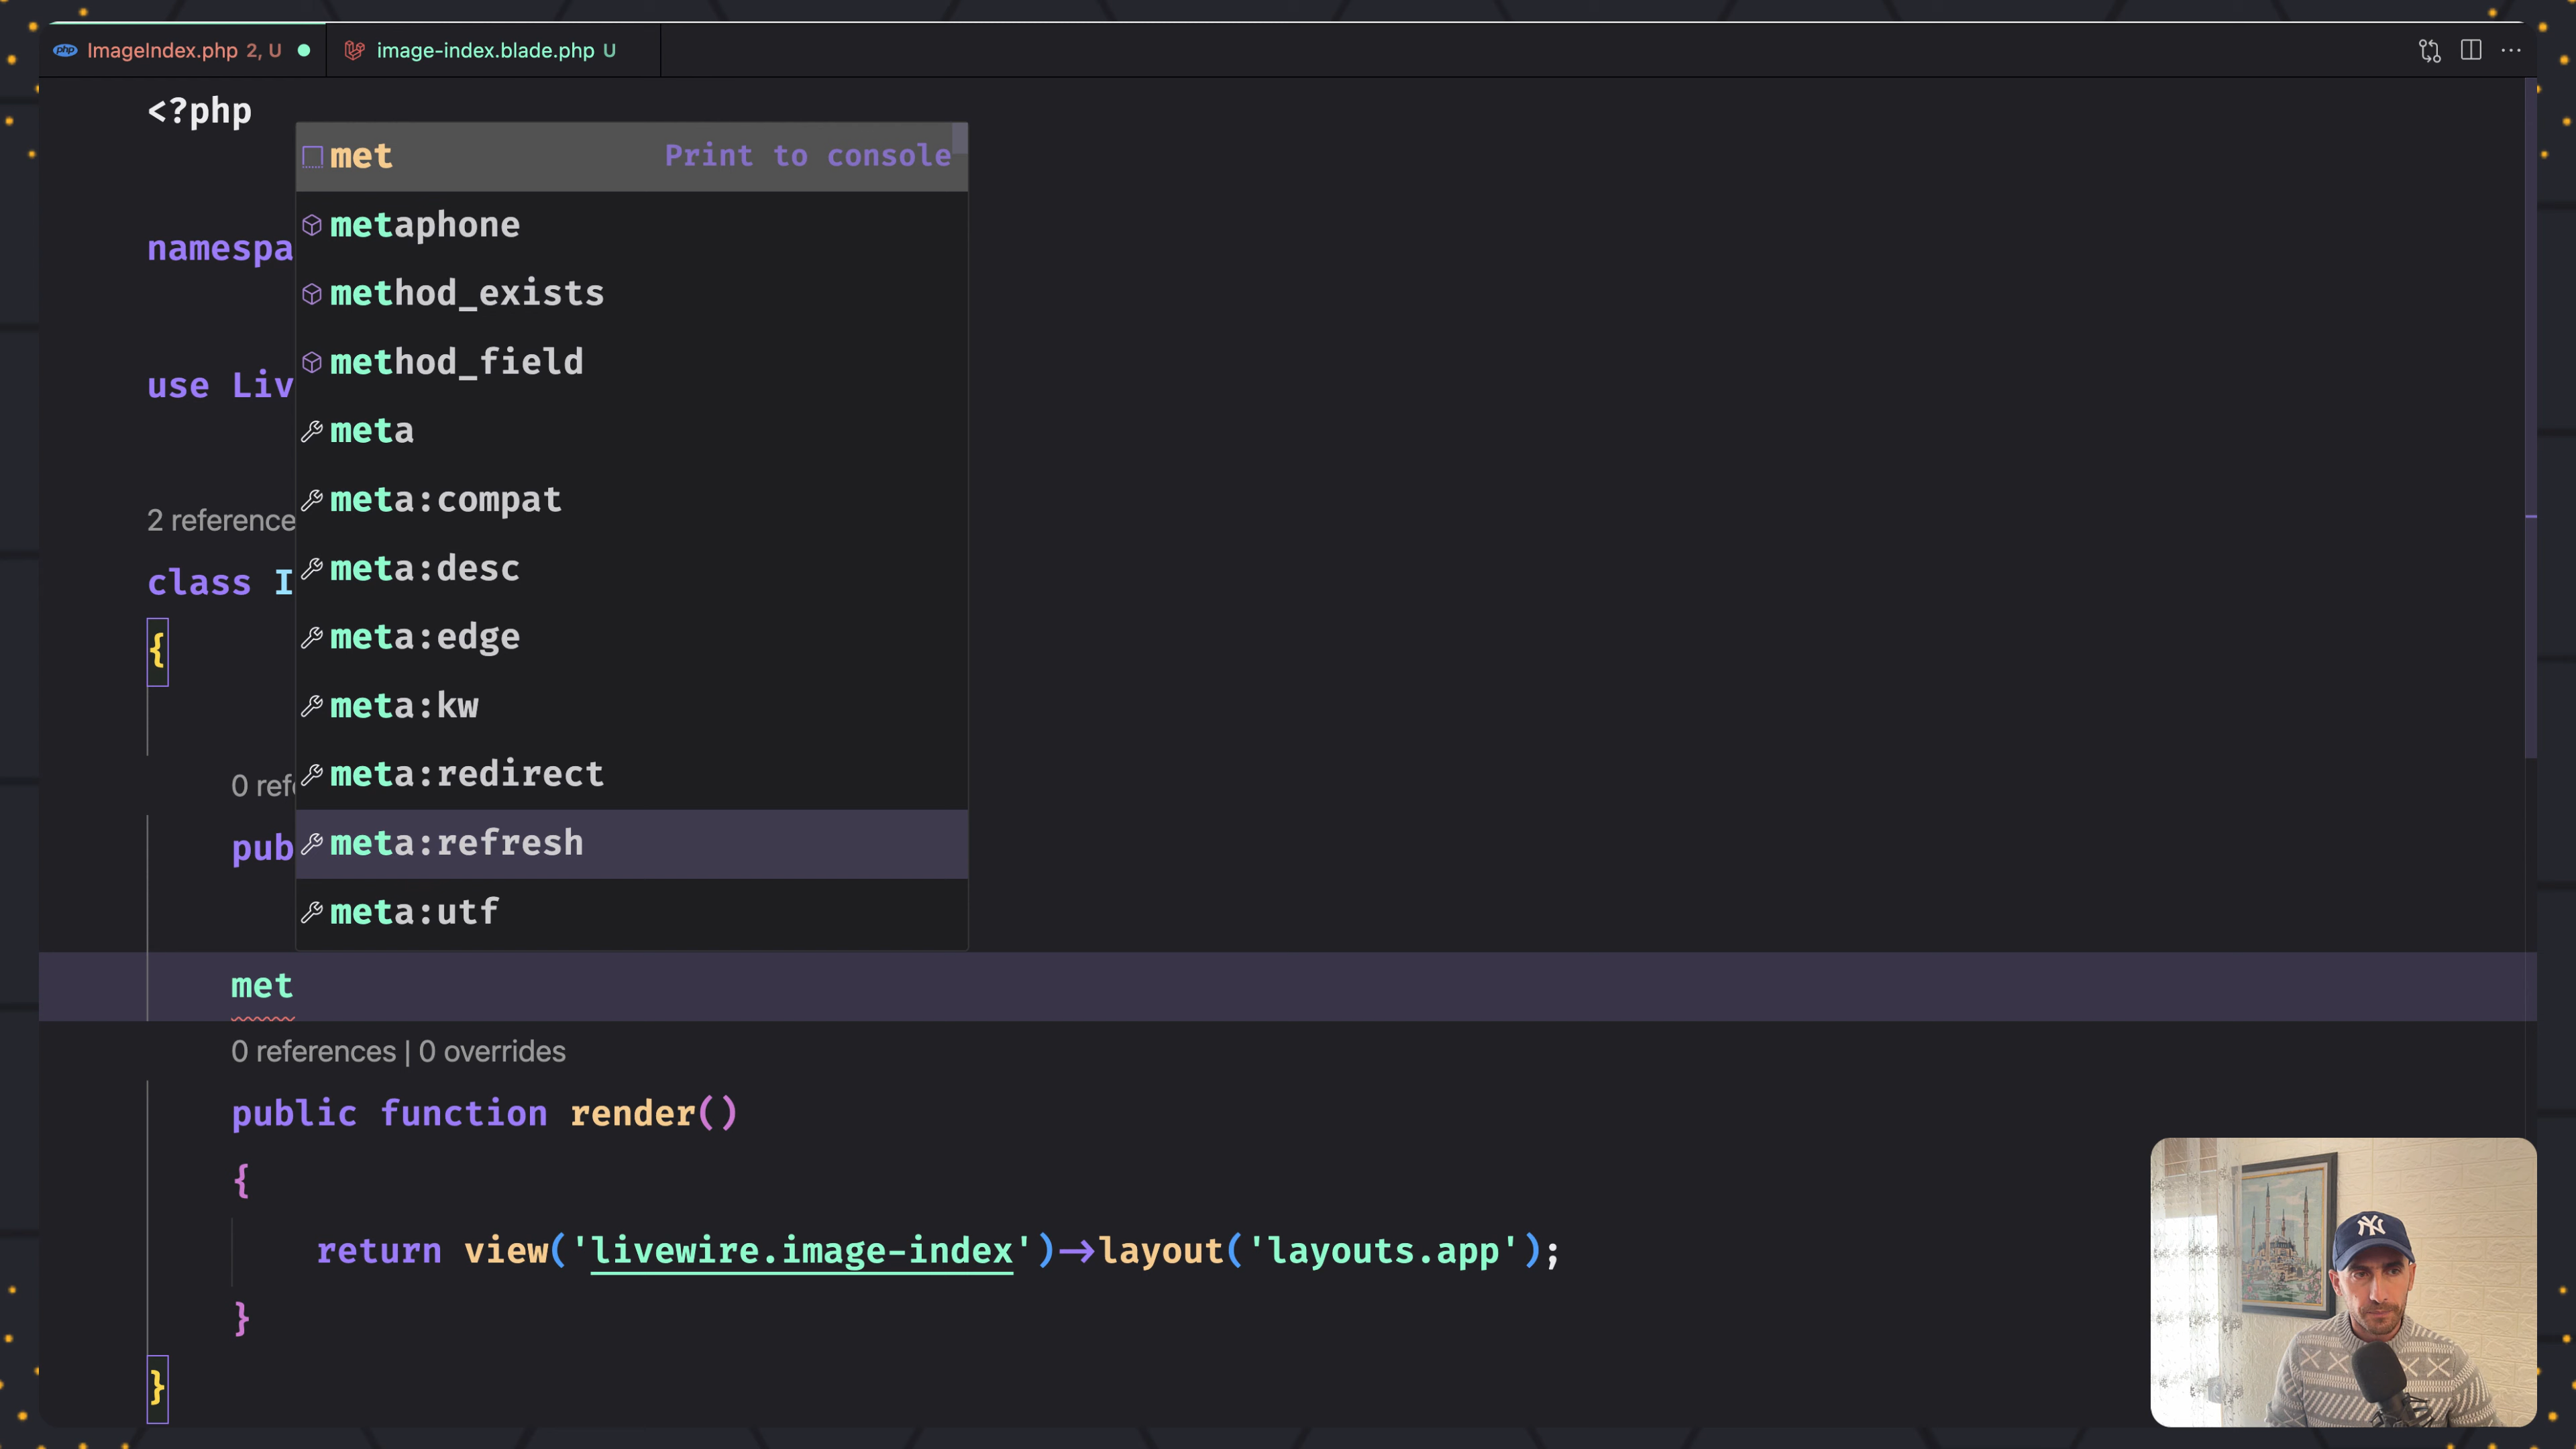 ImageIndex.php 2, U
image-index.blade.php U
<?php
met Print to console
metaphone
namespa
method_exists
method_field
use Liv
meta
meta:compat
2 reference
meta:desc
class I
meta:edge
{
meta:kw
meta:redirect
0 ref
meta:refresh
pub
meta:utf
met
0 references | 0 overrides
public function render()
{
return view('livewire.image-index')→layout('layouts.app');
}
}